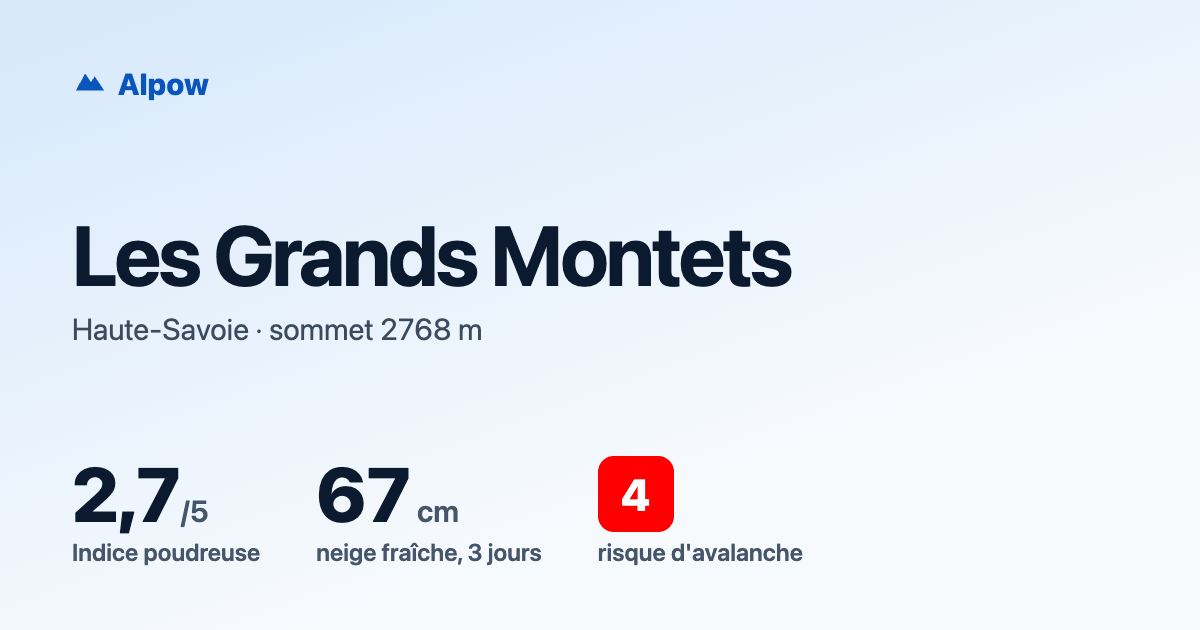 Alpow
Les Grands Montets
Haute-Savoie · sommet 2768 m
2,7/5
Indice poudreuse
67 cm
neige fraîche, 3 jours
4
risque d'avalanche